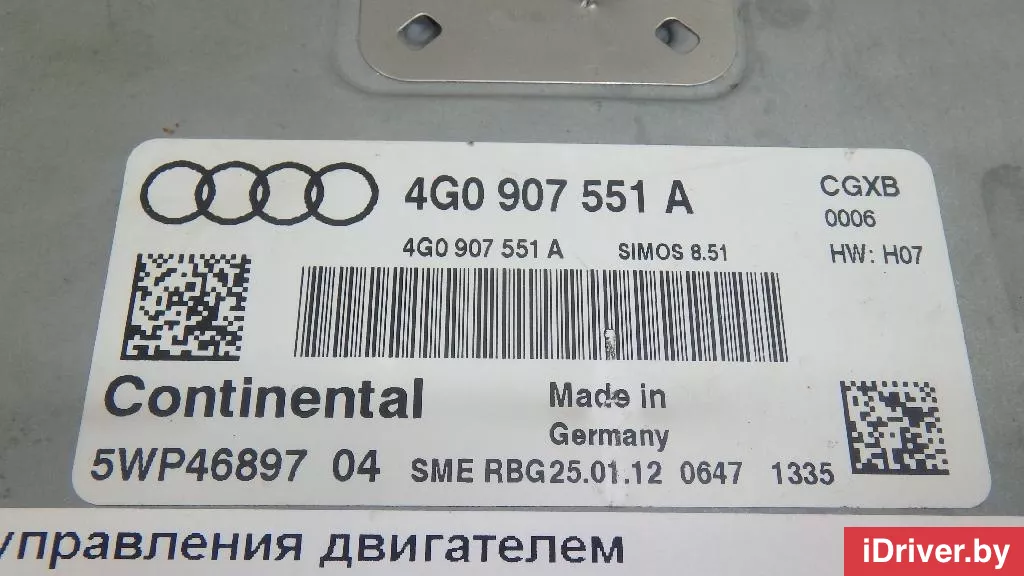 4G0 907 551 A
CGXB
0006
4G0 907 551 A SIMOS 8.51
HW: H07
Continental
Made in
Germany
5WP46897 04 SME RBG25.01.12 0647 1335
управления двигателем
iDriver.by